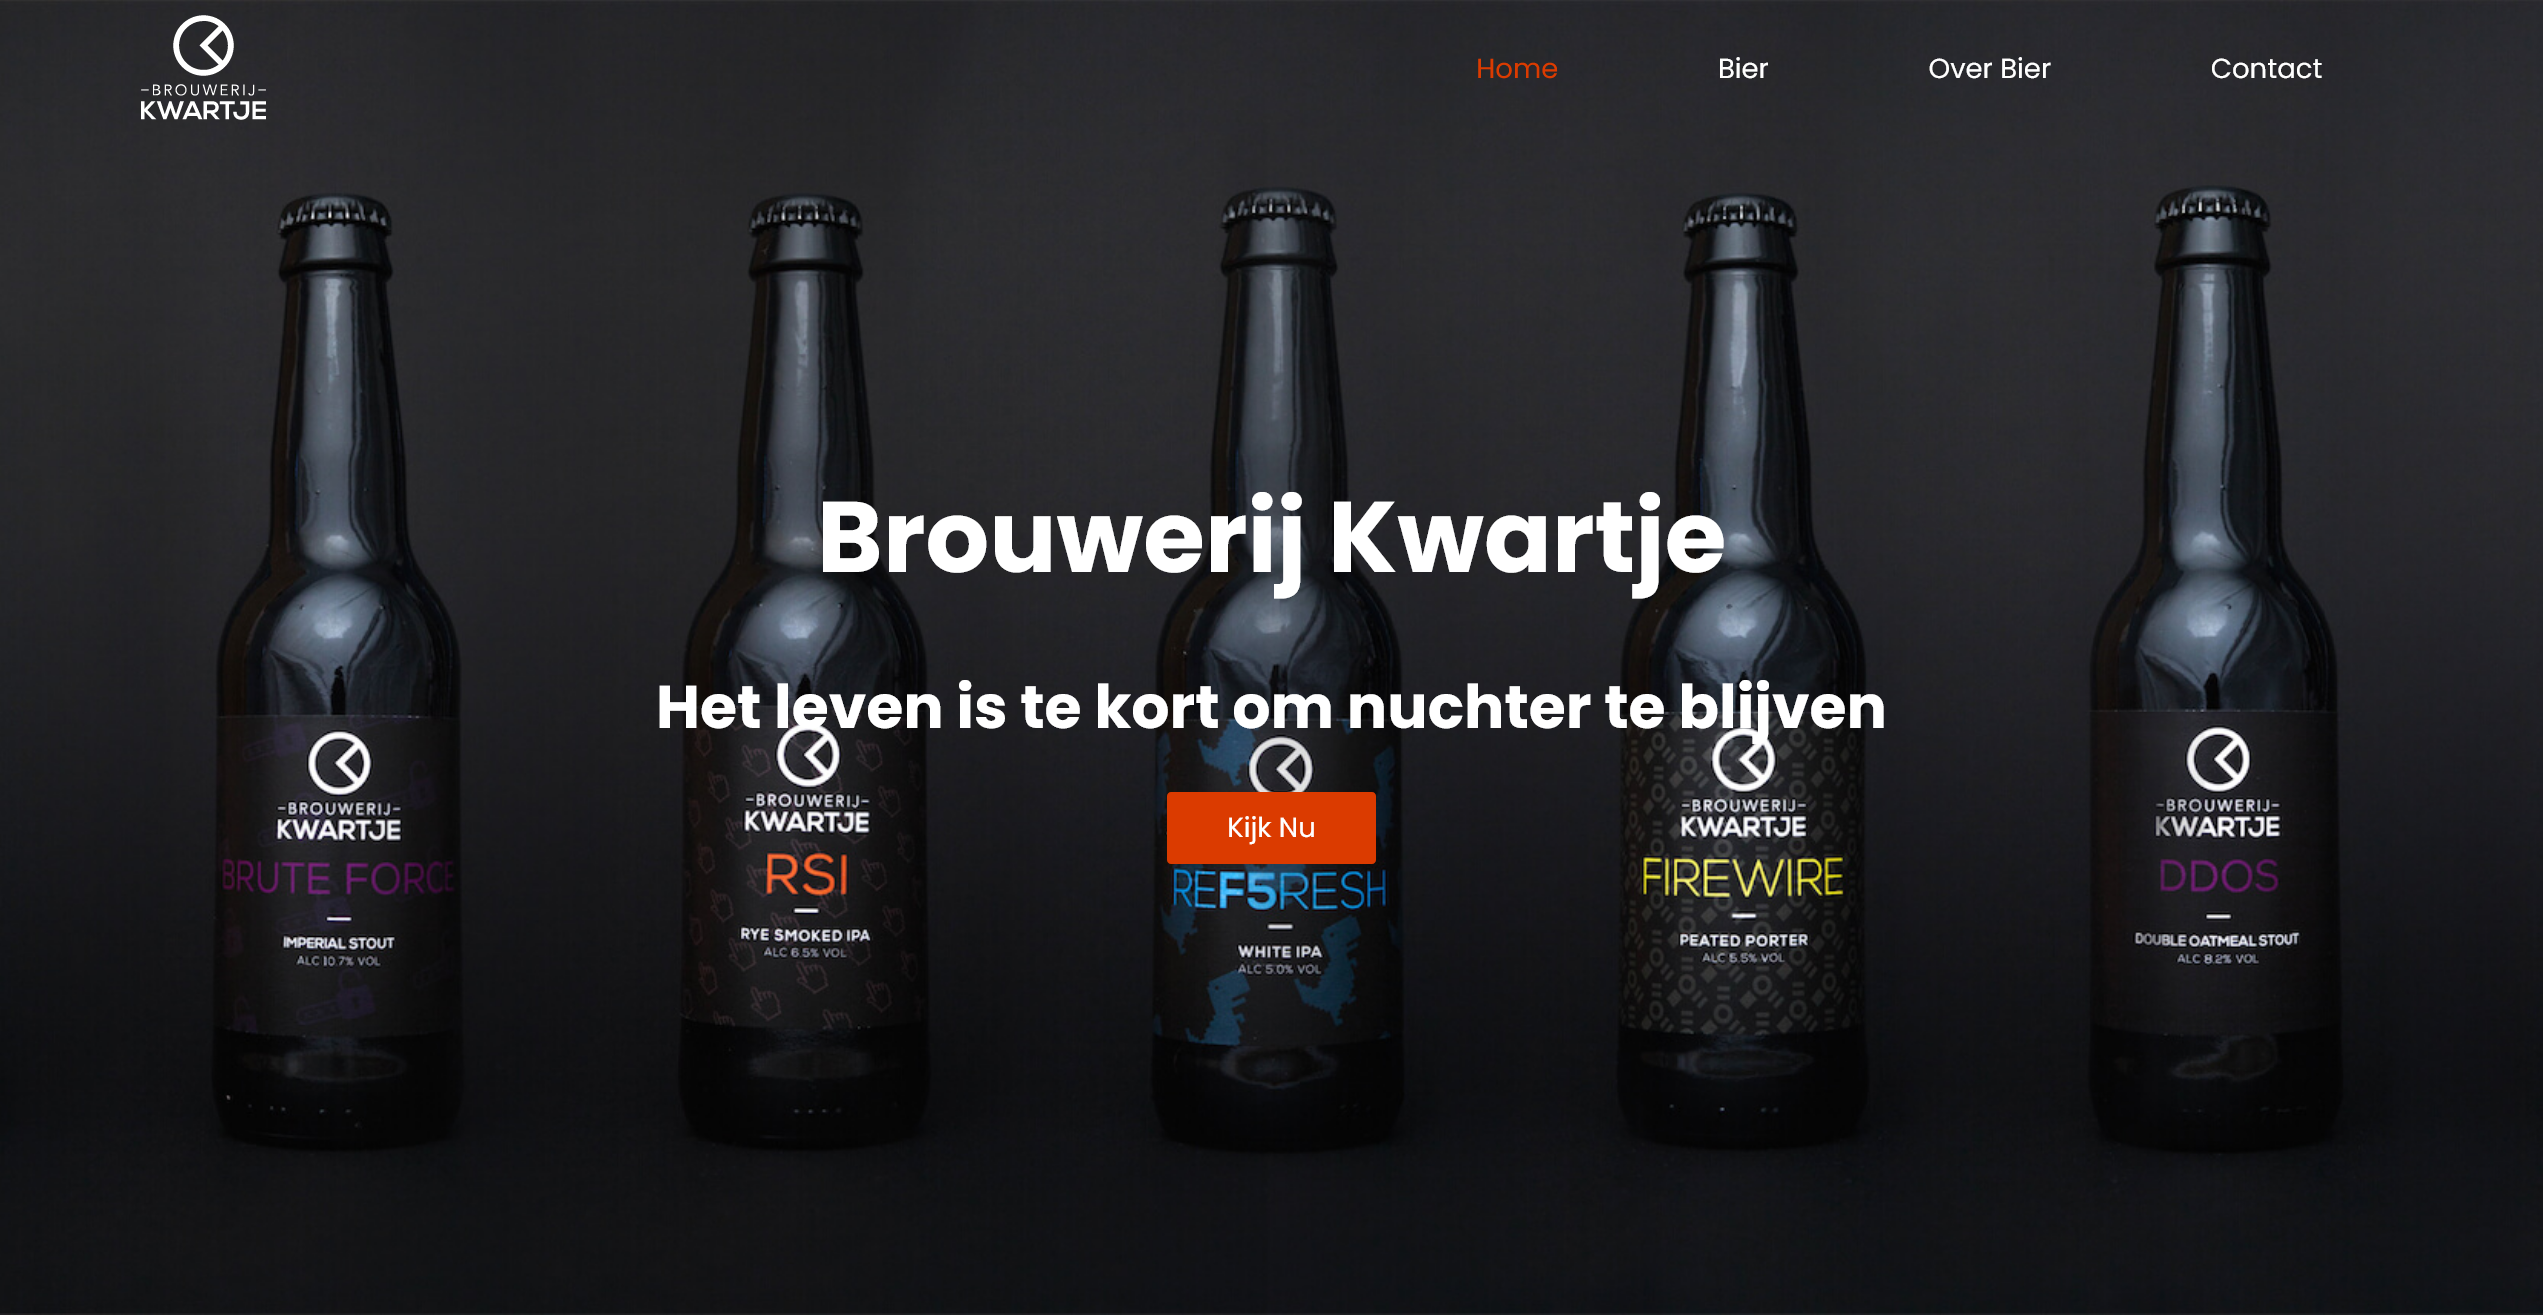 -BROUWERIJ-
KWARTJE
Home
Bier
Over Bier
Contact
Brouwerij Kwartje
Het leven is te kort om nuchter te blijven
Kijk Nu
-BROUWERIJ-
KWARTJE
BRUTE FORCE
IMPERIAL STOUT
ALC 10.7% VOL
-BROUWERIJ-
KWARTJE
RSI
RYE SMOKED IPA
ALC 6.5% VOL
REF5RESH
WHITE IPA
ALC 5.0% VOL
-BROUWERIJ-
KWARTJE
FIREWIRE
PEATED PORTER
ALC 5.5% VOL
-BROUWERIJ-
KWARTJE
DDOS
DOUBLE OATMEAL STOUT
ALC 8.2% VOL